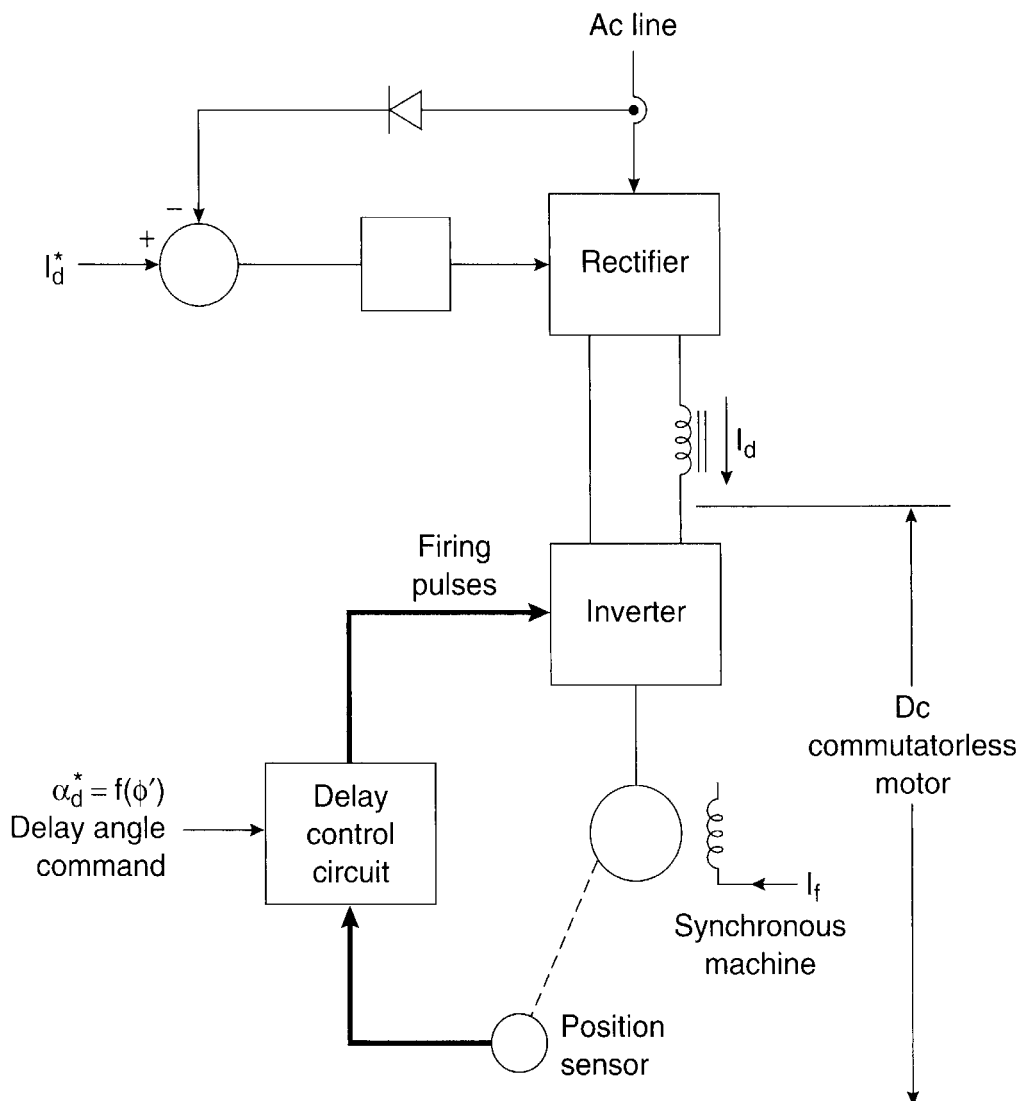 Ac line
−
+
I*d
Rectifier
Id
Firing
pulses
Inverter
Dc
commutatorless
motor
α*d = f(ϕ′)
Delay angle
command
Delay
control
circuit
If
Synchronous
machine
Position
sensor